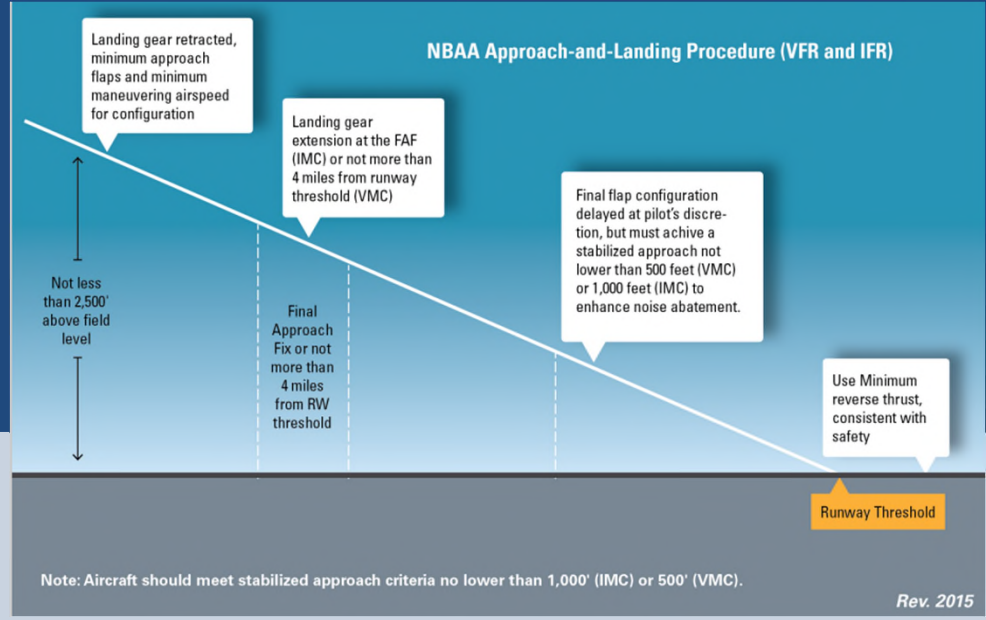 NBAA Approach-and-Landing Procedure (VFR and IFR)
Landing gear retracted,
minimum approach
flaps and minimum
maneuvering airspeed
for configuration
Landing gear
extension at the FAF
(IMC) or not more than
4 miles from runway
threshold (VMC)
Final flap configuration
delayed at pilot's discre-
tion, but must achive a
stabilized approach not
lower than 500 feet (VMC)
or 1,000 feet (IMC) to
enhance noise abatement.
Not less
than 2,500'
above field
level
Final
Approach
Fix or not
more than
4 miles
from RW
threshold
Use Minimum
reverse thrust,
consistent with
safety
Runway Threshold
Note: Aircraft should meet stabilized approach criteria no lower than 1,000' (IMC) or 500' (VMC).
Rev. 2015